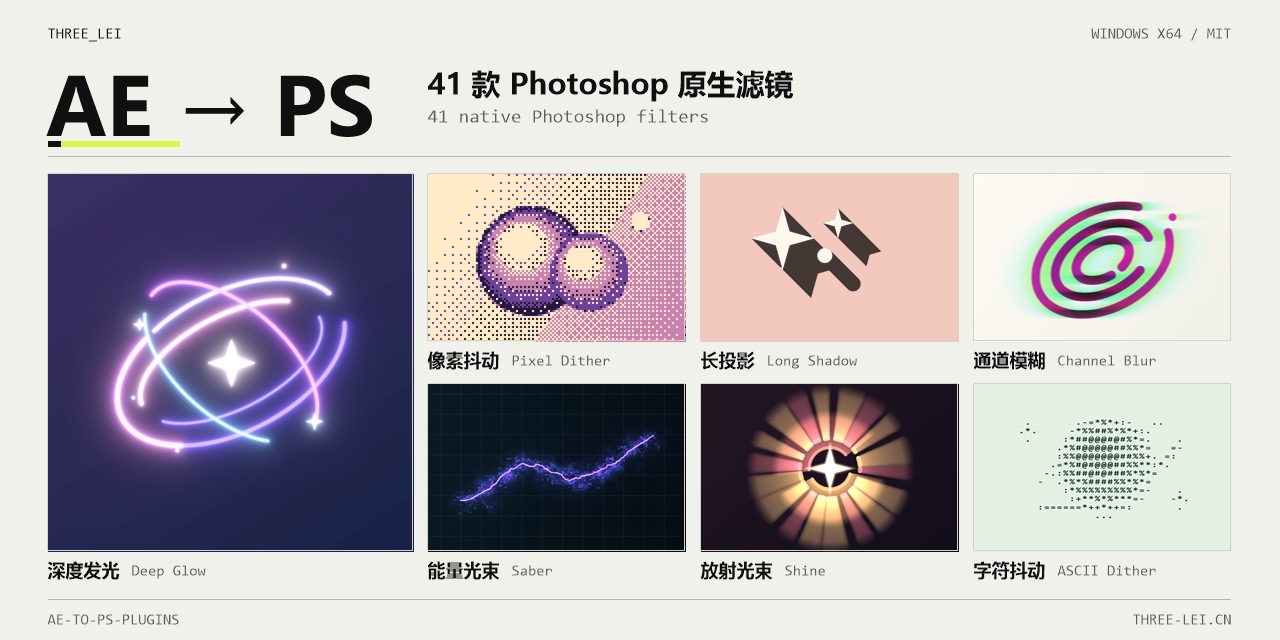 THREE_LEI
WINDOWS X64 / MIT
AE → PS
41 款 Photoshop 原生滤镜
41 native Photoshop filters
像素抖动 Pixel Dither
长投影 Long Shadow
通道模糊 Channel Blur
深度发光 Deep Glow
能量光束 Saber
放射光束 Shine
字符抖动 ASCII Dither
AE-TO-PS-PLUGINS
THREE-LEI.CN